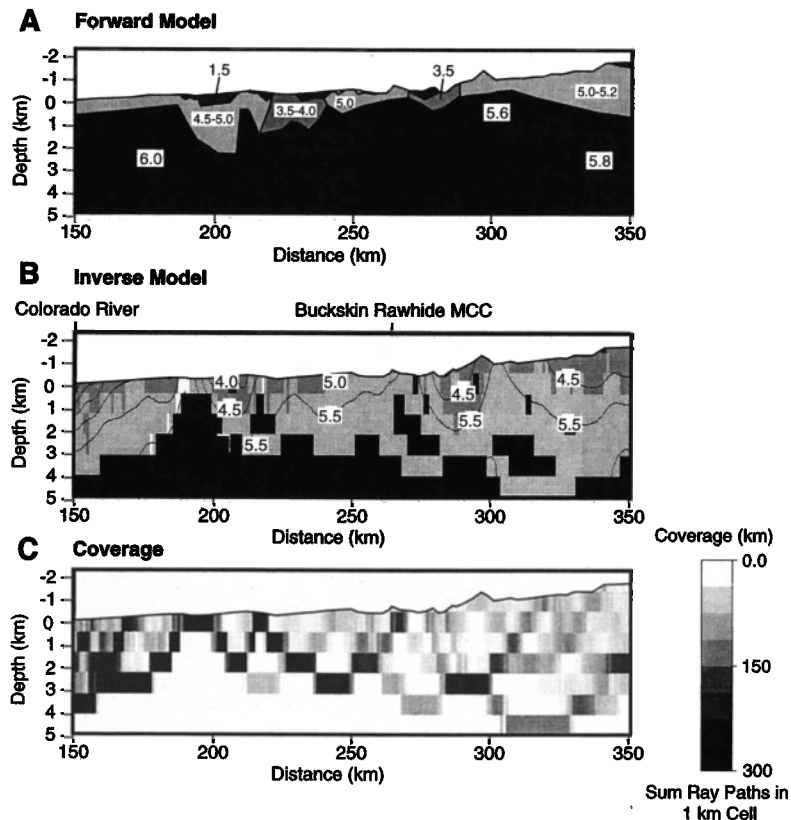 A Forward Model
-2
-1
0
1
2
3
4
5
Depth (km)
1.5
3.5
4.5-5.0
3.5-4.0
5.0
5.6
5.0-5.2
6.0
5.8
150 200 250 300 350
Distance (km)
B Inverse Model
Colorado River Buckskin Rawhide MCC
-2
-1
0
1
2
3
4
5
Depth (km)
4.0
5.0
4.5
4.5
4.5
5.5
5.5
5.5
5.5
150 200 250 300 350
Distance (km)
C Coverage
-2
-1
0
1
2
3
4
5
Depth (km)
150 200 250 300 350
Distance (km)
Coverage (km)
0.0
150
300
Sum Ray Paths in
1 km Cell